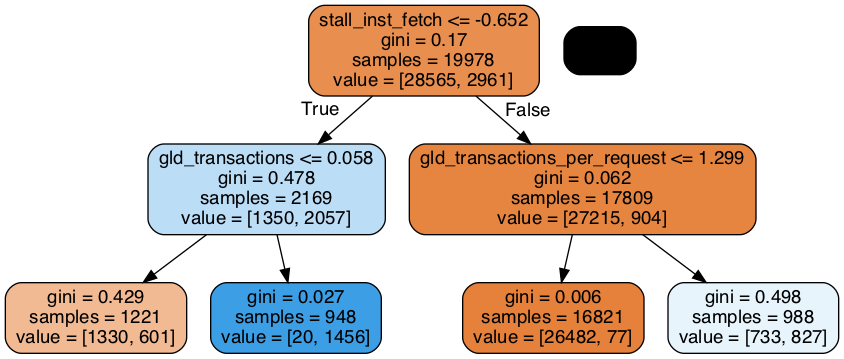 stall_inst_fetch <= -0.652
gini = 0.17
samples = 19978
value = [28565, 2961]
True
False
gld_transactions <= 0.058
gini = 0.478
samples = 2169
value = [1350, 2057]
gld_transactions_per_request <= 1.299
gini = 0.062
samples = 17809
value = [27215, 904]
gini = 0.429
samples = 1221
value = [1330, 601]
gini = 0.027
samples = 948
value = [20, 1456]
gini = 0.006
samples = 16821
value = [26482, 77]
gini = 0.498
samples = 988
value = [733, 827]